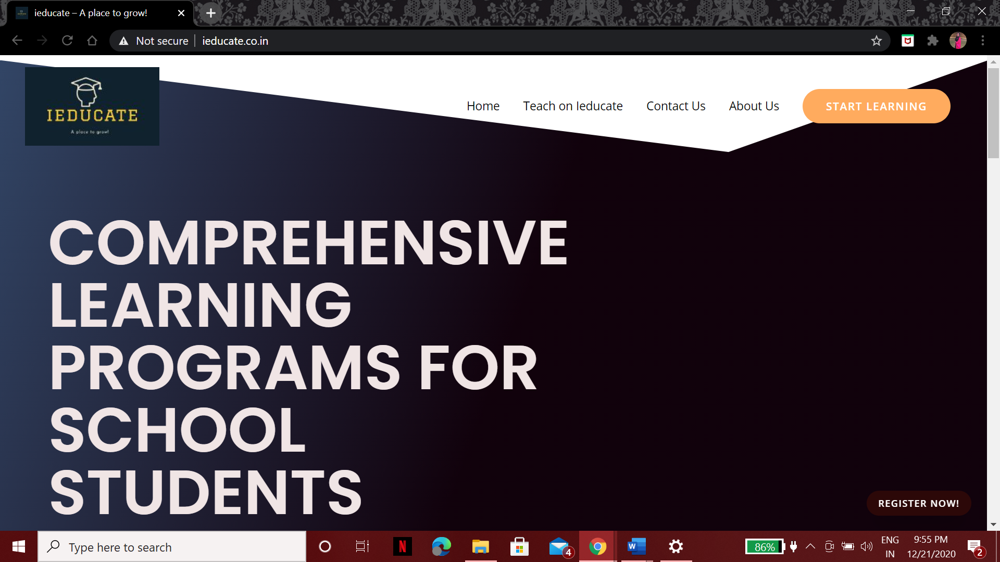 ieducate – A place to grow!
Not secure
ieducate.co.in
IEDUCATE
A place to grow!
Home
Teach on Ieducate
Contact Us
About Us
START LEARNING
COMPREHENSIVE
LEARNING
PROGRAMS FOR
SCHOOL
STUDENTS
REGISTER NOW!
Type here to search
N
4
W
86%
ENG
IN
9:55 PM
12/21/2020
2